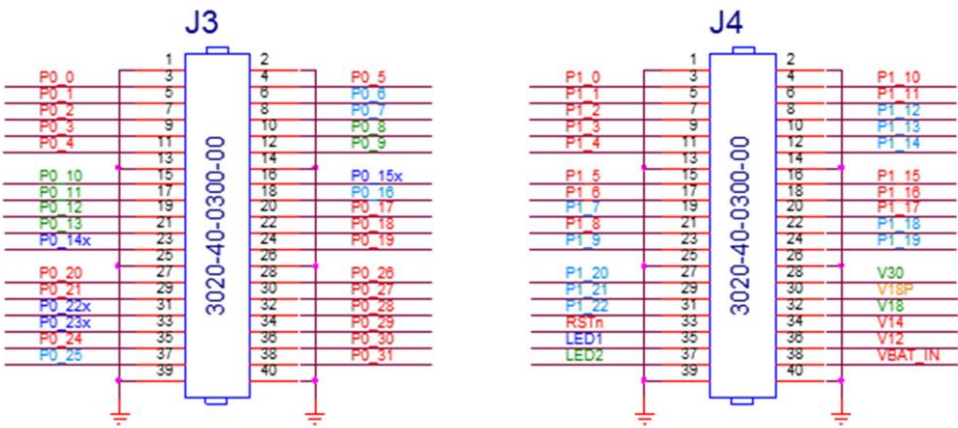 J3
1 2
P0_0 3 4 P0_5
P0_1 5 6 P0_6
P0_2 7 8 P0_7
P0_3 9 10 P0_8
P0_4 11 12 P0_9
13 14
P0_10 15 16 P0_15x
P0_11 17 18 P0_16
P0_12 19 20 P0_17
P0_13 21 22 P0_18
P0_14x 23 24 P0_19
25 26
P0_20 27 28 P0_26
P0_21 29 30 P0_27
P0_22x 31 32 P0_28
P0_23x 33 34 P0_29
P0_24 35 36 P0_30
P0_25 37 38 P0_31
39 40
3020-40-0300-00
J4
1 2
P1_0 3 4 P1_10
P1_1 5 6 P1_11
P1_2 7 8 P1_12
P1_3 9 10 P1_13
P1_4 11 12 P1_14
13 14
P1_5 15 16 P1_15
P1_6 17 18 P1_16
P1_7 19 20 P1_17
P1_8 21 22 P1_18
P1_9 23 24 P1_19
25 26
P1_20 27 28 V30
P1_21 29 30 V18P
P1_22 31 32 V18
RSTn 33 34 V14
LED1 35 36 V12
LED2 37 38 VBAT_IN
39 40
3020-40-0300-00